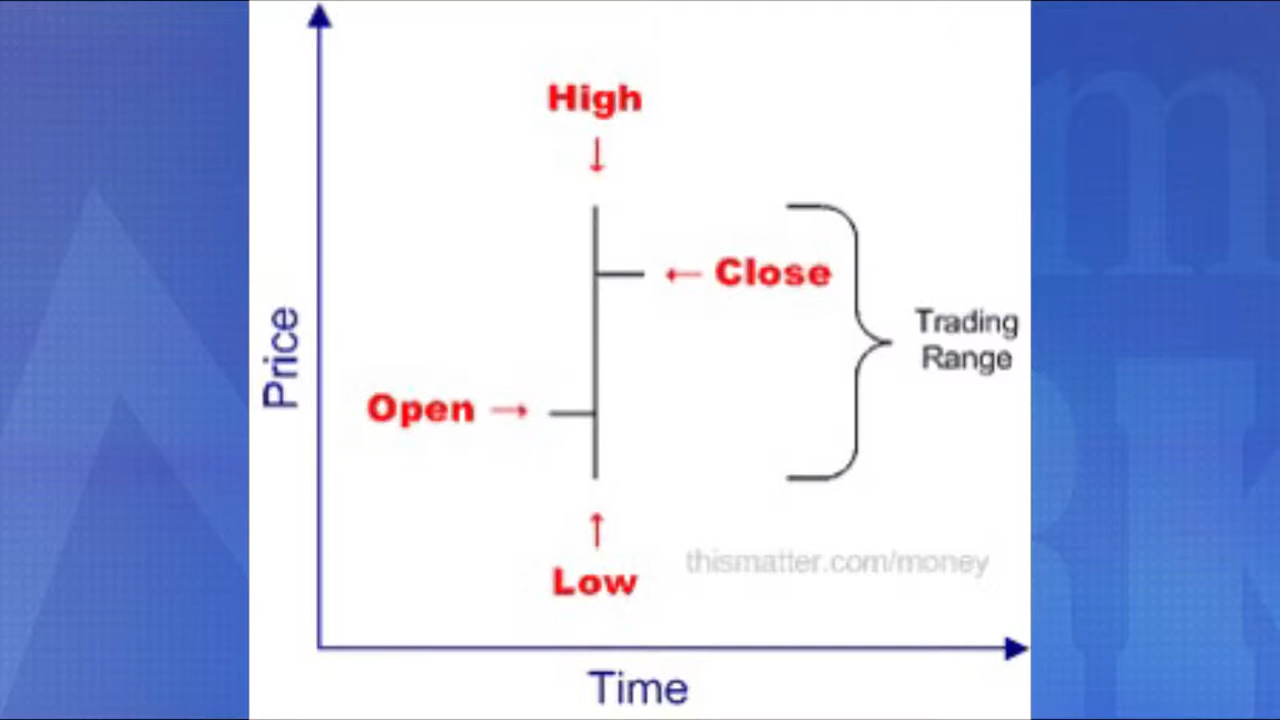 High
Close
Trading
Range
Price
Open
thismatter.com/money
Low
Time